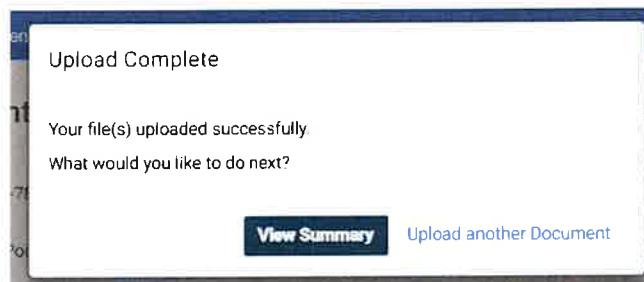 Upload Complete
Your file(s) uploaded successfully.
What would you like to do next?
View Summary
Upload another Document